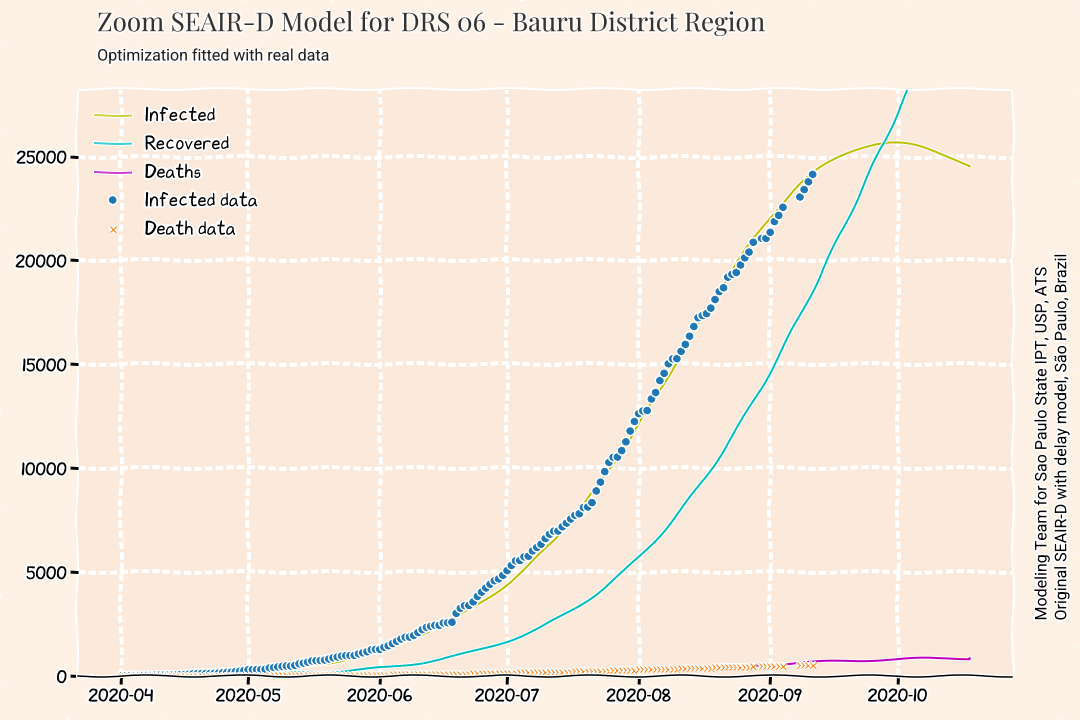 Zoom SEAIR-D Model for DRS 06 - Bauru District Region
Optimization fitted with real data
Infected
Recovered
Deaths
Infected data
Death data
25000
20000
15000
10000
5000
0
2020-04 2020-05 2020-06 2020-07 2020-08 2020-09 2020-10
Modeling Team for Sao Paulo State IPT, USP, ATS
Original SEAIR-D with delay model, São Paulo, Brazil